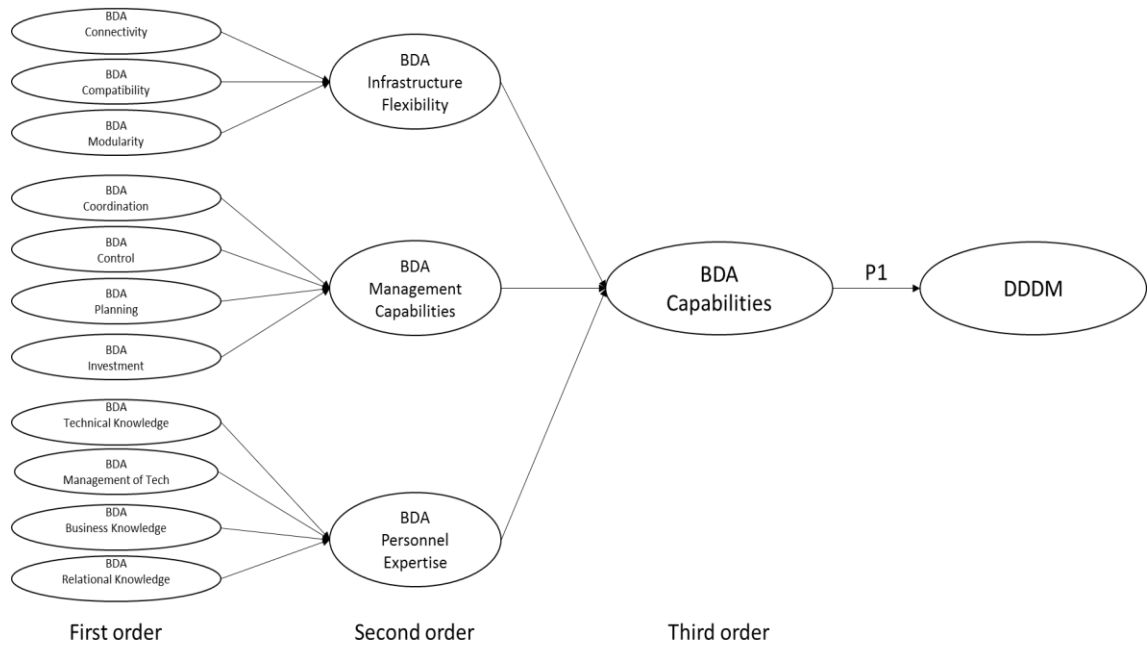 BDA
Connectivity
BDA
Compatibility
BDA
Modularity
BDA
Infrastructure
Flexibility
BDA
Coordination
BDA
Control
BDA
Planning
BDA
Investment
BDA
Management
Capabilities
BDA
Technical Knowledge
BDA
Management of Tech
BDA
Business Knowledge
BDA
Relational Knowledge
BDA
Personnel
Expertise
BDA
Capabilities
P1
DDDM
First order
Second order
Third order